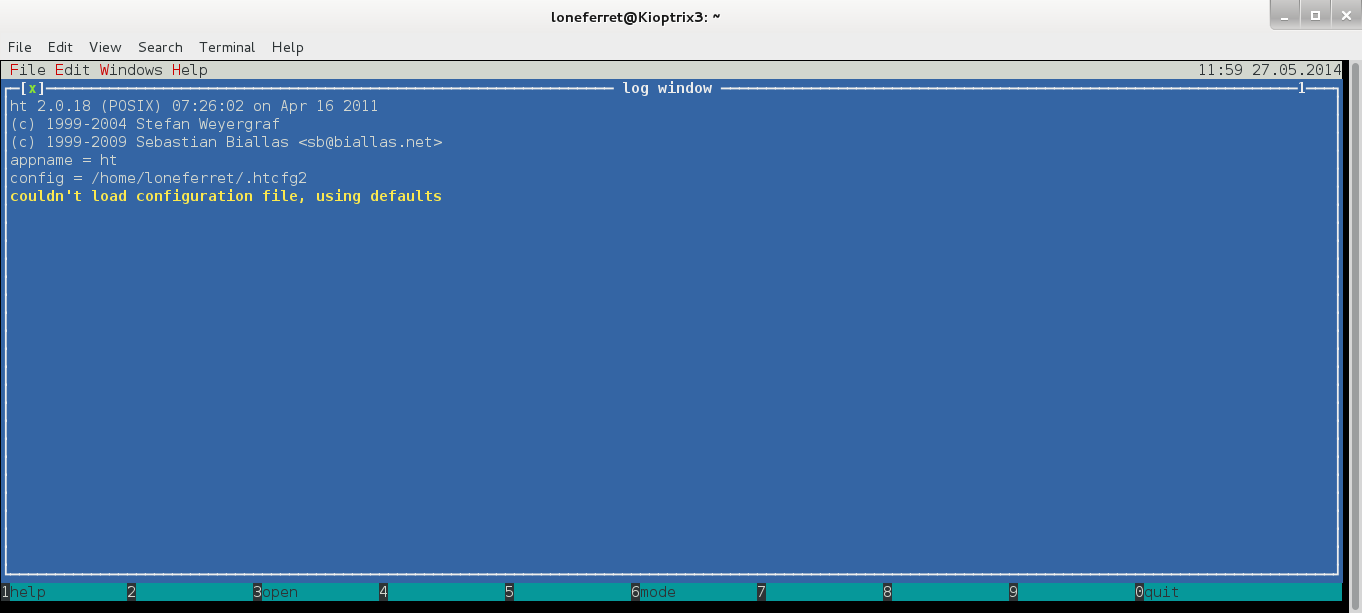 loneferret@Kioptrix3: ~
File Edit View Search Terminal Help
File Edit Windows Help 11:59 27.05.2014
[x] log window 1
ht 2.0.18 (POSIX) 07:26:02 on Apr 16 2011
(c) 1999-2004 Stefan Weyergraf
(c) 1999-2009 Sebastian Biallas <sb@biallas.net>
appname = ht
config = /home/loneferret/.htcfg2
couldn't load configuration file, using defaults
1help 2 3open 4 5 6mode 7 8 9 0quit